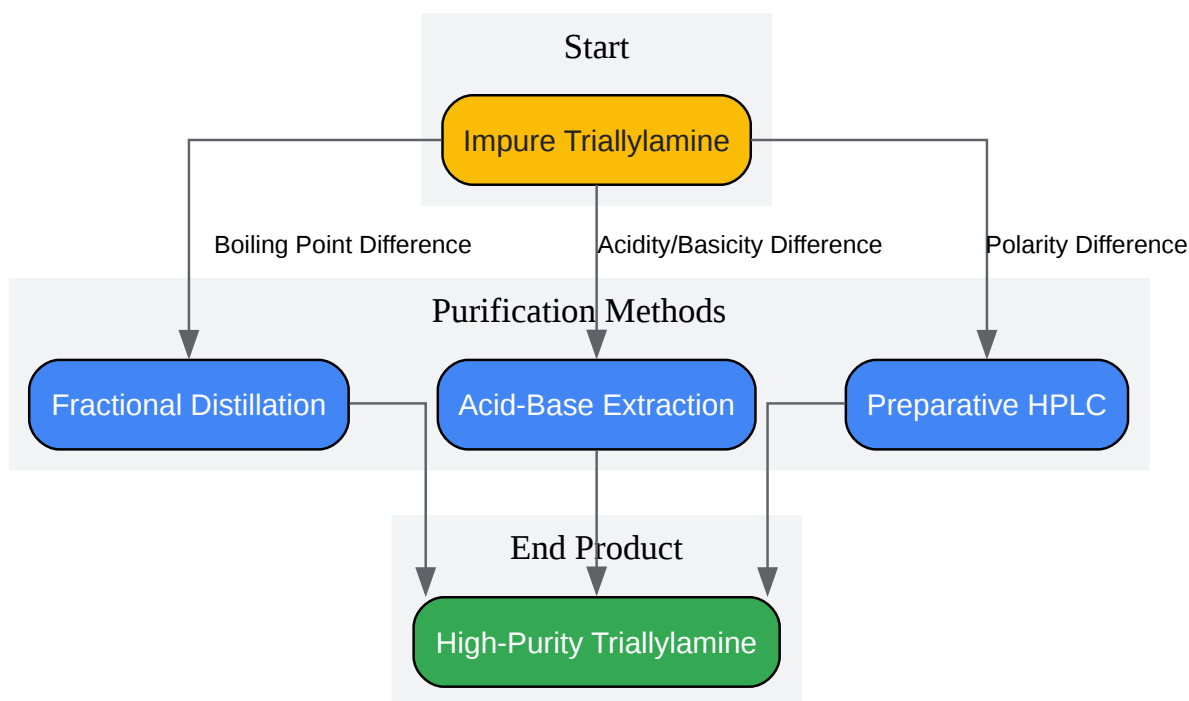 Start
Impure Triallylamine
Boiling Point Difference
Acidity/Basicity Difference
Polarity Difference
Purification Methods
Fractional Distillation
Acid-Base Extraction
Preparative HPLC
End Product
High-Purity Triallylamine